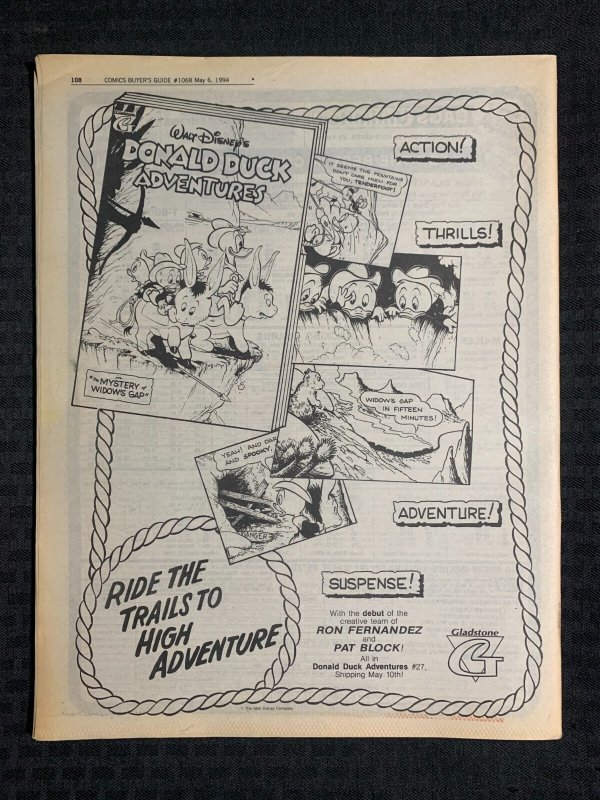 108 COMICS BUYER'S GUIDE #1068 May 6, 1994
Gladstone
WALT DISNEY'S
DONALD DUCK
ADVENTURES
"The MYSTERY of
WIDOW'S GAP"
ACTION!
IT SEEMS THE MOUNTAINS
DON'T CARE MUCH FOR
YOU, TENDERFOOT!
THRILLS!
WIDOW'S GAP
IN FIFTEEN
MINUTES!
YEAH! AND
AND SPOOKY
DANGER
ADVENTURE!
SUSPENSE!
RIDE THE
TRAILS TO
HIGH
ADVENTURE
With the debut of the
creative team of
RON FERNANDEZ
and
PAT BLOCK!
All in
Donald Duck Adventures #27,
Shipping May 10th!
Gladstone
© The Walt Disney Company